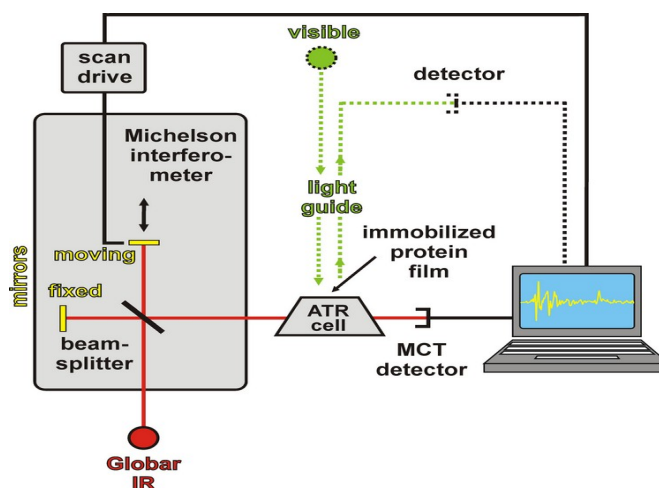 scan
drive
visible
detector
Michelson
interfero-
meter
light
guide
immobilized
protein
film
moving
mirrors
fixed
beam-
splitter
ATR
cell
MCT
detector
Globar
IR